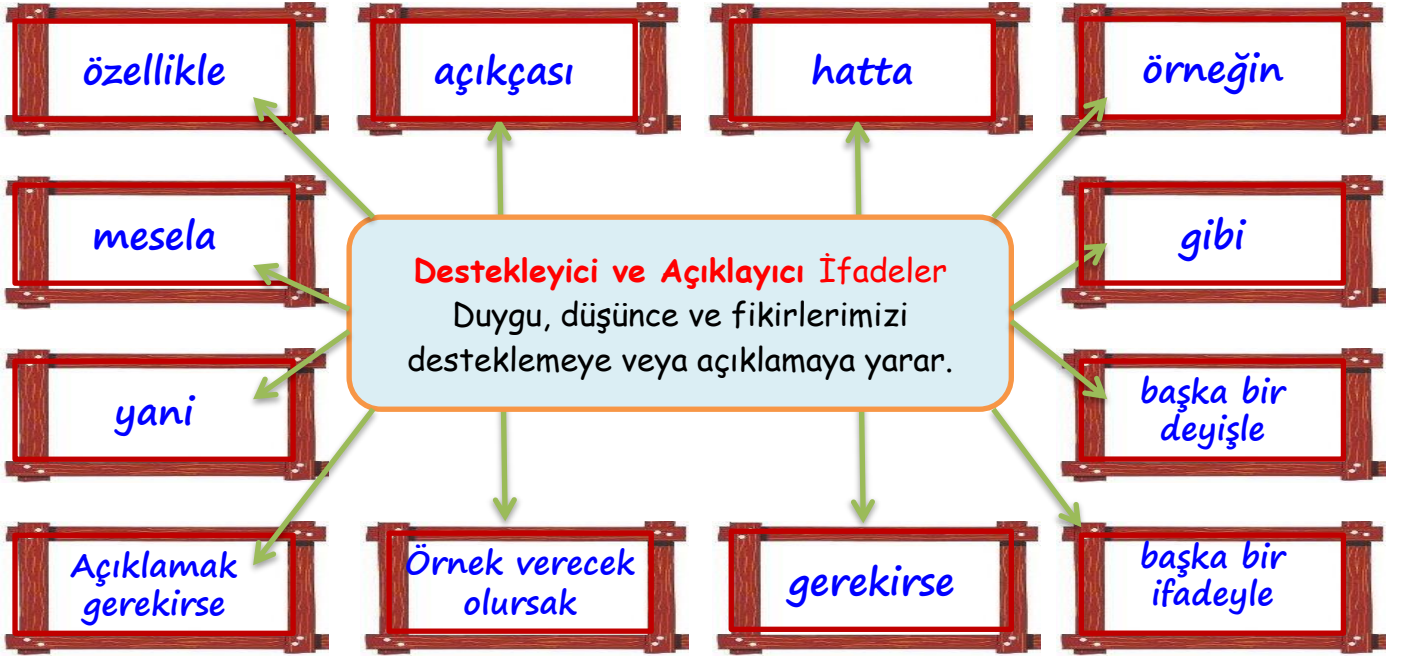 özellikle
açıkçası
hatta
örneğin
mesela
gibi
Destekleyici ve Açıklayıcı İfadeler
Duygu, düşünce ve fikirlerimizi
desteklemeye veya açıklamaya yarar.
yani
başka bir
deyişle
Açıklamak
gerekirse
Örnek verecek
olursak
gerekirse
başka bir
ifadeyle